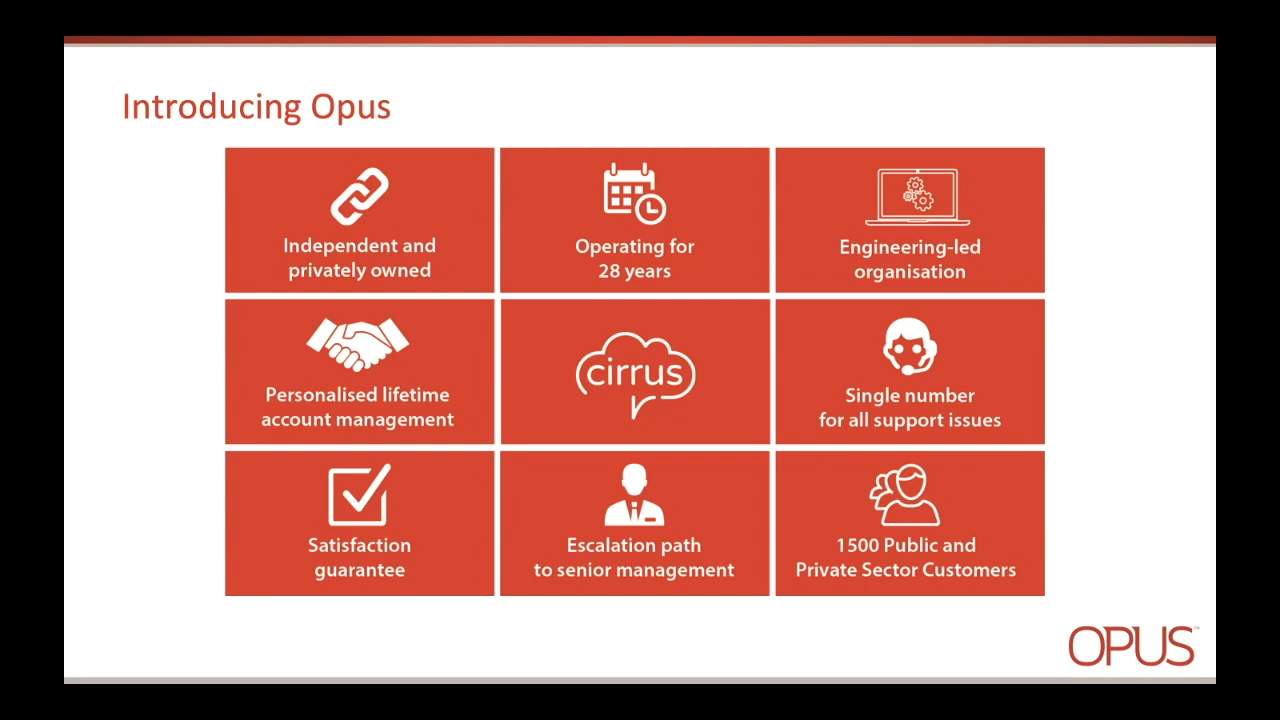 Introducing Opus
Independent and
privately owned
Operating for
28 years
Engineering-led
organisation
Personalised lifetime
account management
cirrus
Single number
for all support issues
Satisfaction
guarantee
Escalation path
to senior management
1500 Public and
Private Sector Customers
OPUS™